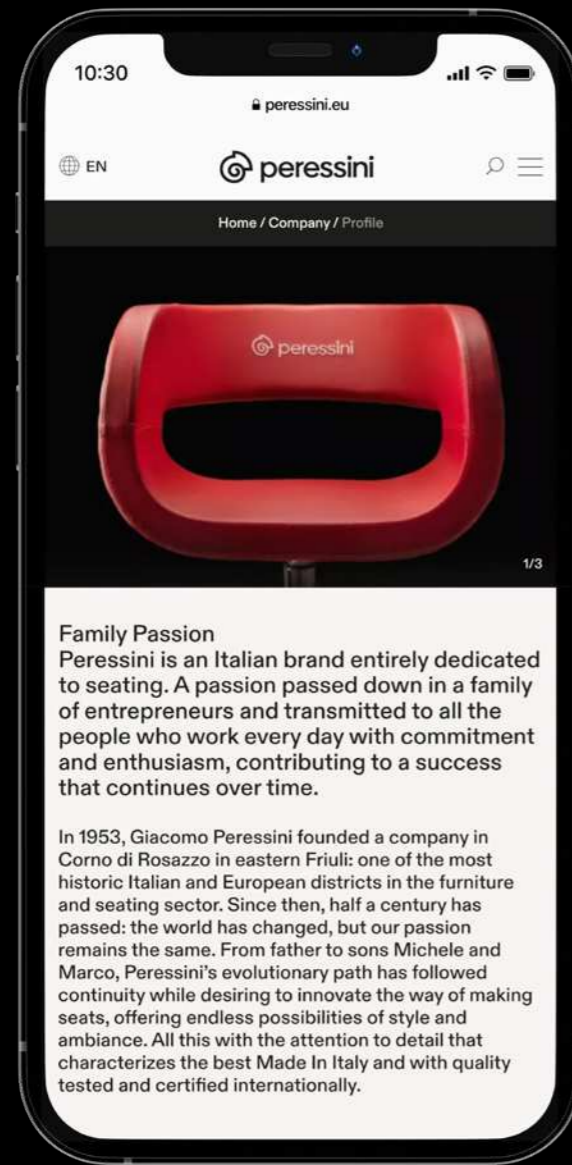 10:30
peressini.eu
EN
peressini
Home / Company / Profile
peressini
1/3
Family Passion
Peressini is an Italian brand entirely dedicated
to seating. A passion passed down in a family
of entrepreneurs and transmitted to all the
people who work every day with commitment
and enthusiasm, contributing to a success
that continues over time.
In 1953, Giacomo Peressini founded a company in
Corno di Rosazzo in eastern Friuli: one of the most
historic Italian and European districts in the furniture
and seating sector. Since then, half a century has
passed: the world has changed, but our passion
remains the same. From father to sons Michele and
Marco, Peressini's evolutionary path has followed
continuity while desiring to innovate the way of making
seats, offering endless possibilities of style and
ambiance. All this with the attention to detail that
characterizes the best Made In Italy and with quality
tested and certified internationally.